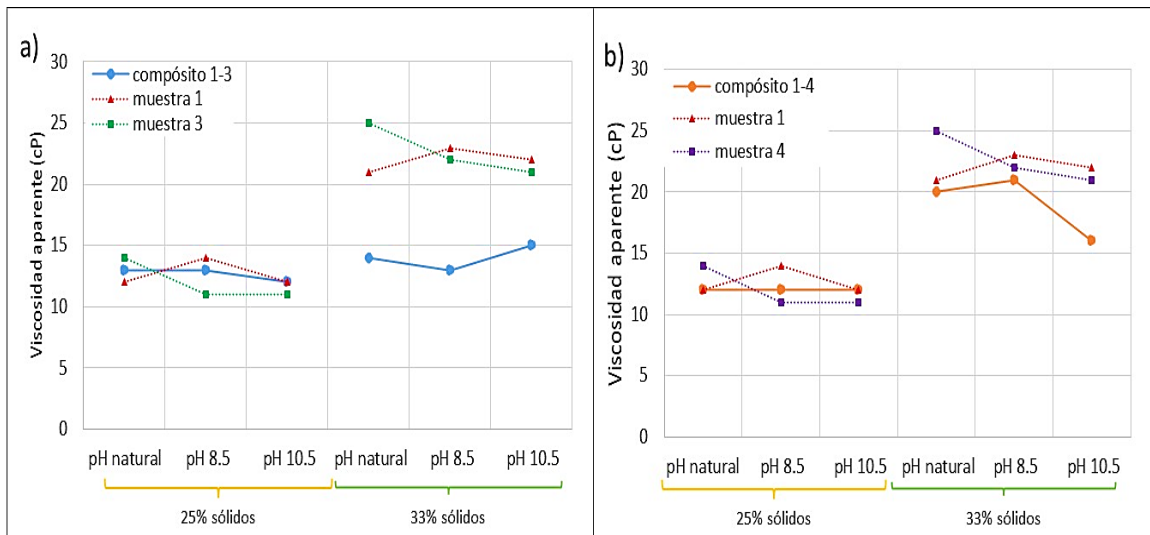 a)
Viscosidad aparente (cP)
30
25
20
15
10
5
0
compósito 1-3
muestra 1
muestra 3
pH natural pH 8.5 pH 10.5 pH natural pH 8.5 pH 10.5
25% sólidos 33% sólidos
b)
Viscosidad aparente (cP)
30
25
20
15
10
5
0
compósito 1-4
muestra 1
muestra 4
pH natural pH 8.5 pH 10.5 pH natural pH 8.5 pH 10.5
25% sólidos 33% sólidos